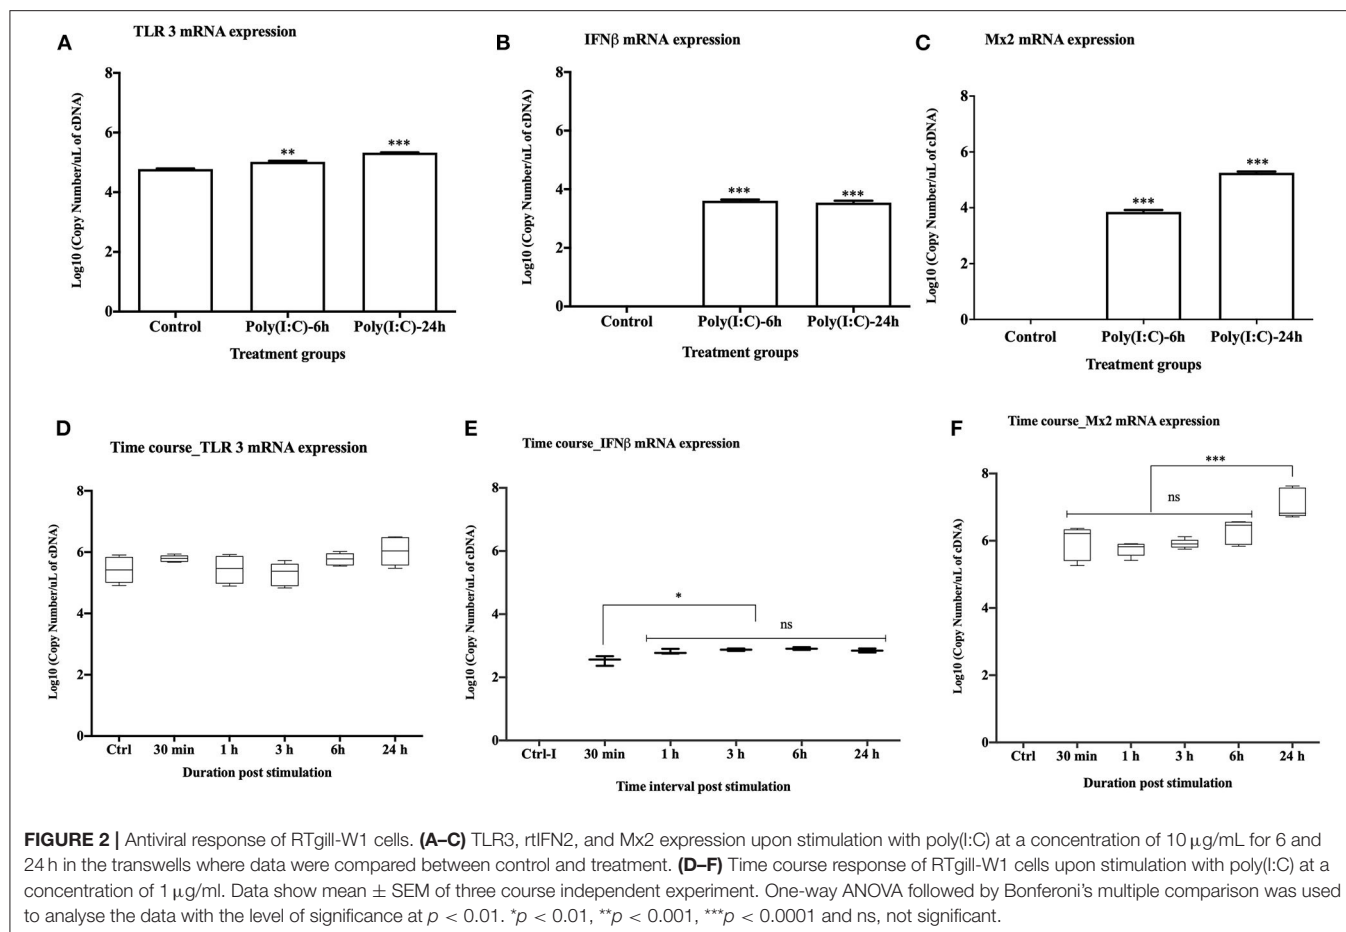 A
TLR 3 mRNA expression
Log10 (Copy Number/uL of cDNA)
8
6
4
2
0
**
***
Control Poly(I:C)-6h Poly(I:C)-24h
Treatment groups
B
IFNβ mRNA expression
Log10 (Copy Number/uL of cDNA)
8
6
4
2
0
***
***
Control Poly(I:C)-6h Poly(I:C)-24h
Treatment groups
C
Mx2 mRNA expression
Log10 (Copy Number/uL of cDNA)
8
6
4
2
0
***
***
Control Poly(I:C)-6h Poly(I:C)-24h
Treatment groups
D
Time course_TLR 3 mRNA expression
Log10 (Copy Number/uL of cDNA)
8
6
4
2
0
Ctrl 30 min 1 h 3 h 6h 24 h
Duration post stimulation
E
Time course_IFNβ mRNA expression
Log10 (Copy Number/uL of cDNA)
8
6
4
2
0
*
ns
Ctrl-I 30 min 1 h 3 h 6h 24 h
Time interval post stimulation
F
Time course_Mx2 mRNA expression
Log10 (Copy Number/uL of cDNA)
8
6
4
2
0
***
ns
Ctrl 30 min 1 h 3 h 6h 24 h
Duration post stimulation
FIGURE 2 | Antiviral response of RTgill-W1 cells. (A–C) TLR3, rtIFN2, and Mx2 expression upon stimulation with poly(I:C) at a concentration of 10 μg/mL for 6 and
24 h in the transwells where data were compared between control and treatment. (D–F) Time course response of RTgill-W1 cells upon stimulation with poly(I:C) at a
concentration of 1 μg/ml. Data show mean ± SEM of three course independent experiment. One-way ANOVA followed by Bonferoni's multiple comparison was used
to analyse the data with the level of significance at p < 0.01. *p < 0.01, **p < 0.001, ***p < 0.0001 and ns, not significant.